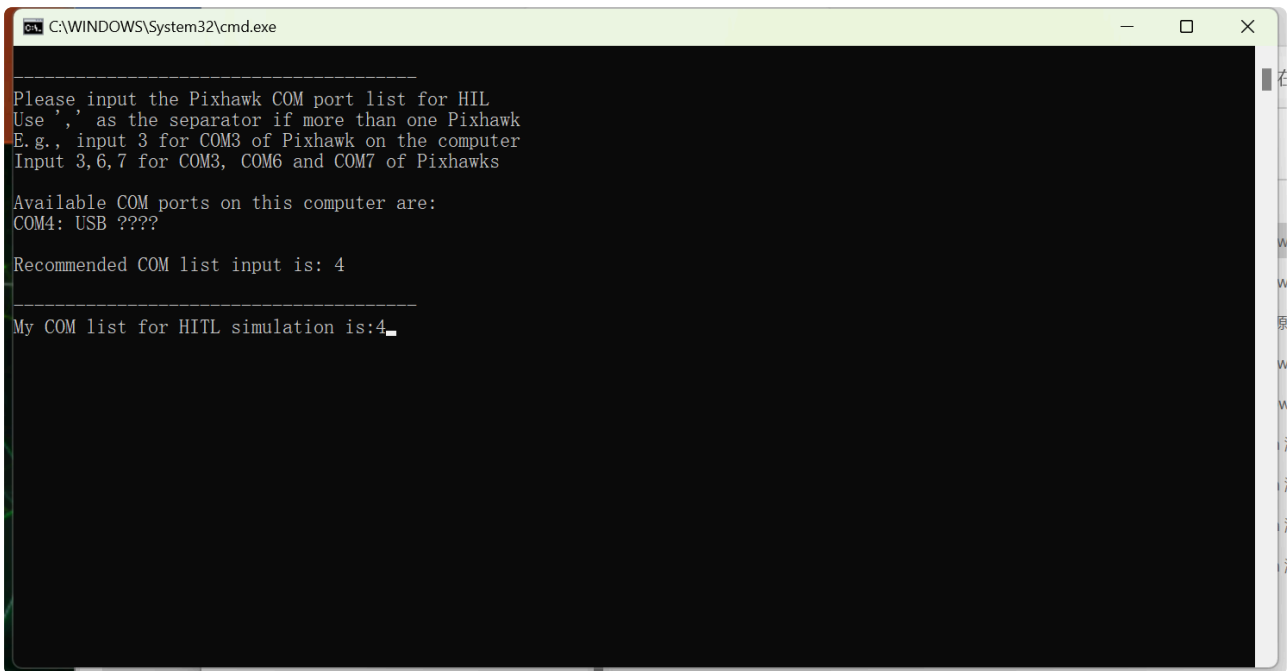 C:\WINDOWS\System32\cmd.exe
_______________________________________
Please input the Pixhawk COM port list for HIL
Use ',' as the separator if more than one Pixhawk
E.g., input 3 for COM3 of Pixhawk on the computer
Input 3,6,7 for COM3, COM6 and COM7 of Pixhawks
Available COM ports on this computer are:
COM4: USB ????
Recommended COM list input is: 4
_______________________________________
My COM list for HITL simulation is:4